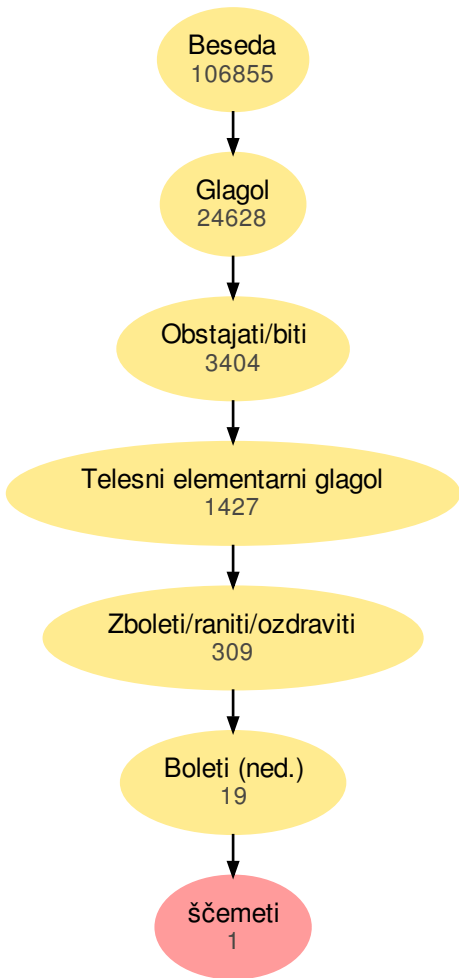 Beseda
106855
Glagol
24628
Obstajati/biti
3404
Telesni elementarni glagol
1427
Zboleti/raniti/ozdraviti
309
Boleti (ned.)
19
ščemeti
1